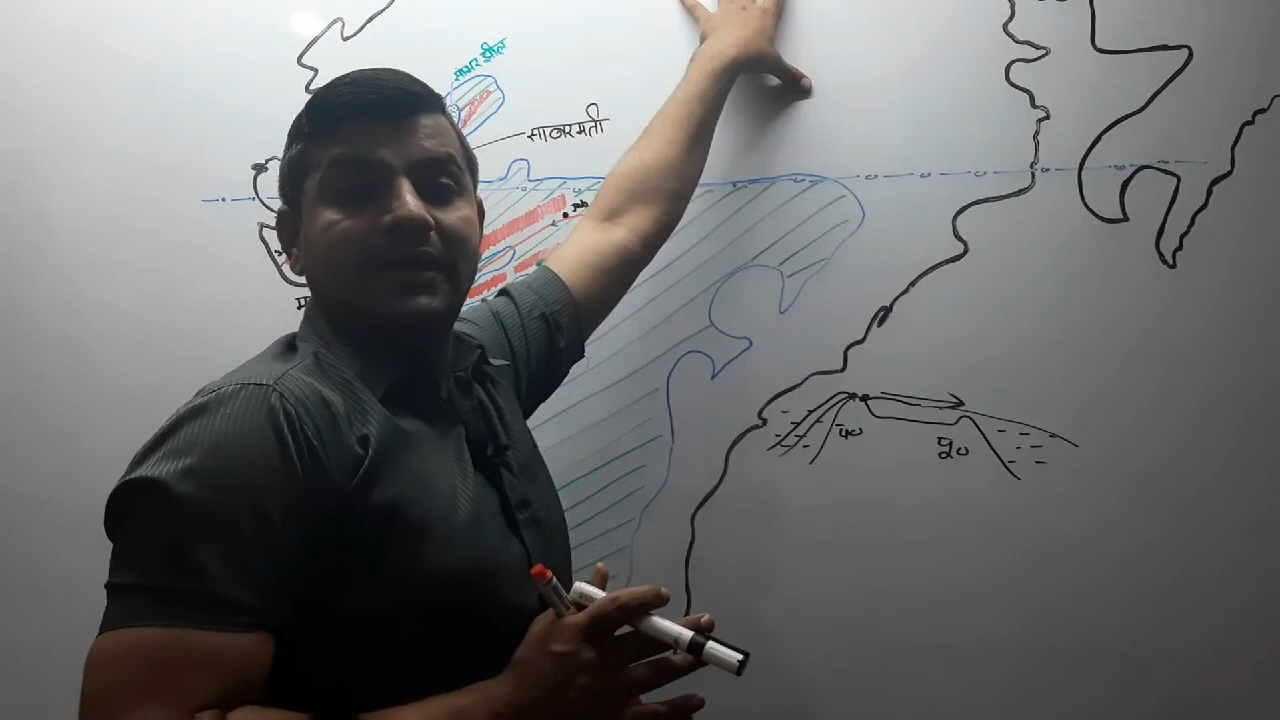 सांभर झील
साबरमती
प०
पू०